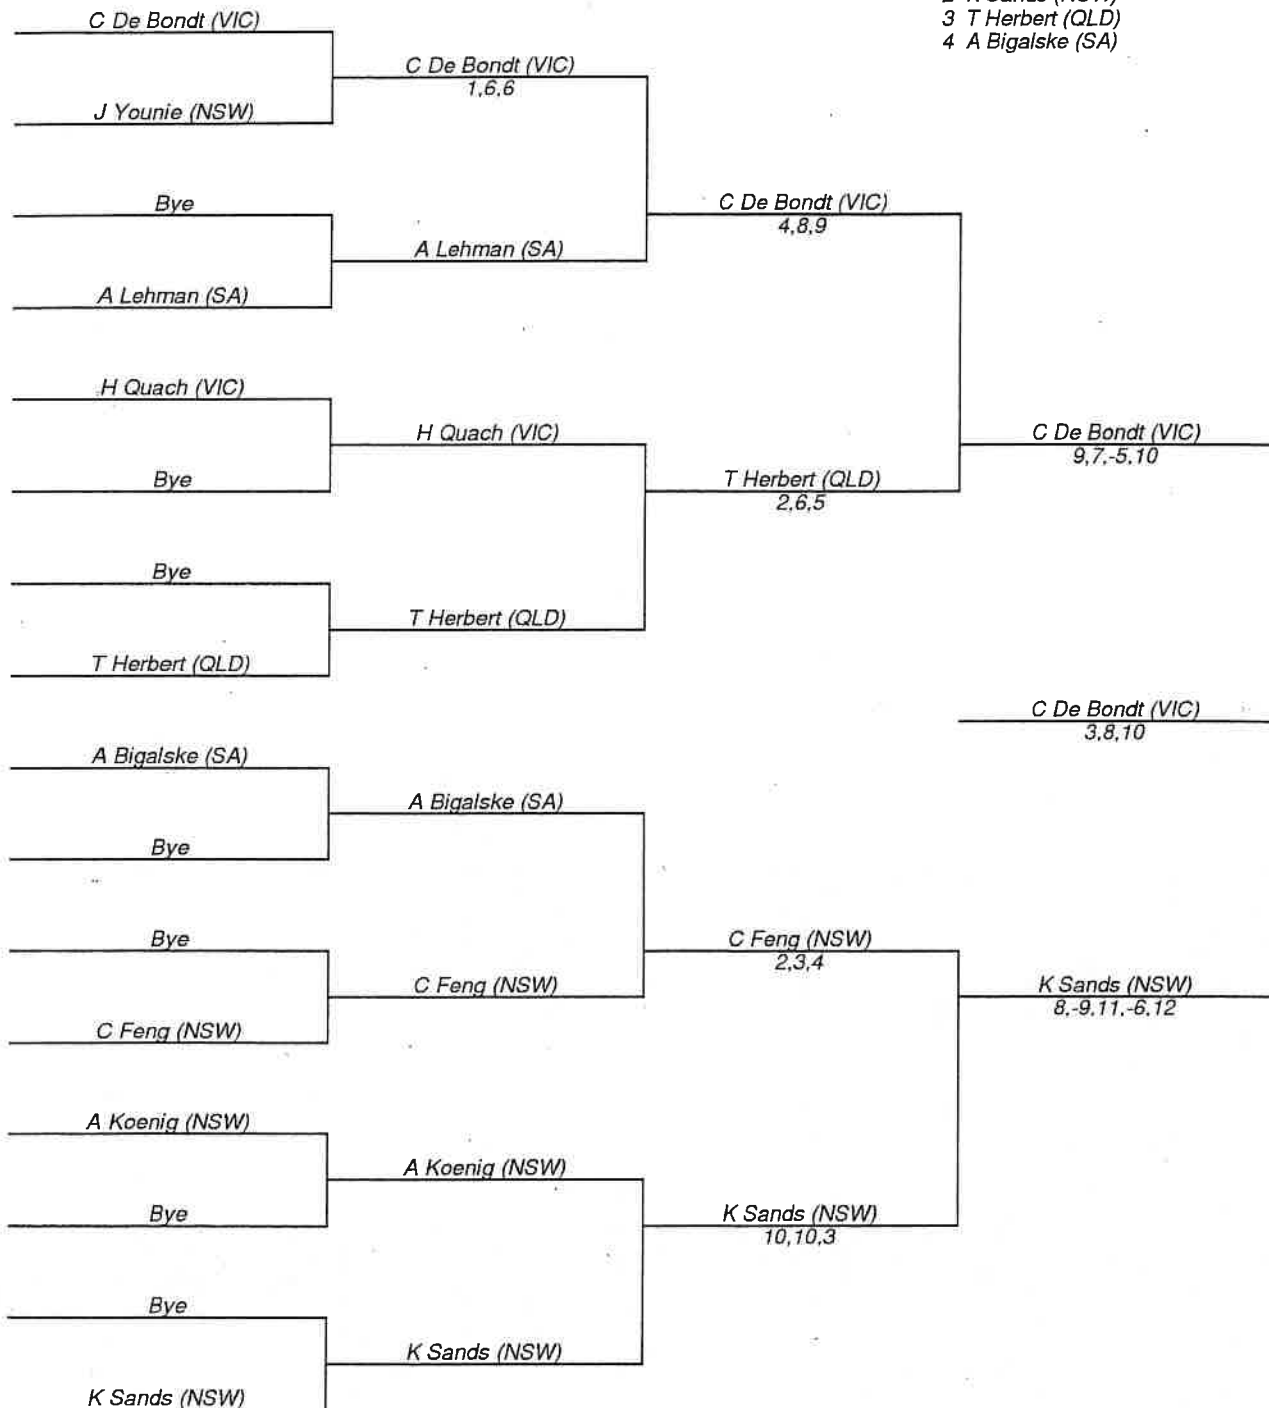 3 T Herbert (QLD)
4 A Bigalske (SA)
C De Bondt (VIC)
J Younie (NSW)
Bye
A Lehman (SA)
H Quach (VIC)
Bye
Bye
T Herbert (QLD)
A Bigalske (SA)
Bye
Bye
C Feng (NSW)
A Koenig (NSW)
Bye
Bye
K Sands (NSW)
C De Bondt (VIC)
1,6,6
A Lehman (SA)
H Quach (VIC)
T Herbert (QLD)
A Bigalske (SA)
C Feng (NSW)
A Koenig (NSW)
K Sands (NSW)
C De Bondt (VIC)
4,8,9
T Herbert (QLD)
2,6,5
C Feng (NSW)
2,3,4
K Sands (NSW)
10,10,3
C De Bondt (VIC)
9,7,-5,10
C De Bondt (VIC)
3,8,10
K Sands (NSW)
8,-9,11,-6,12